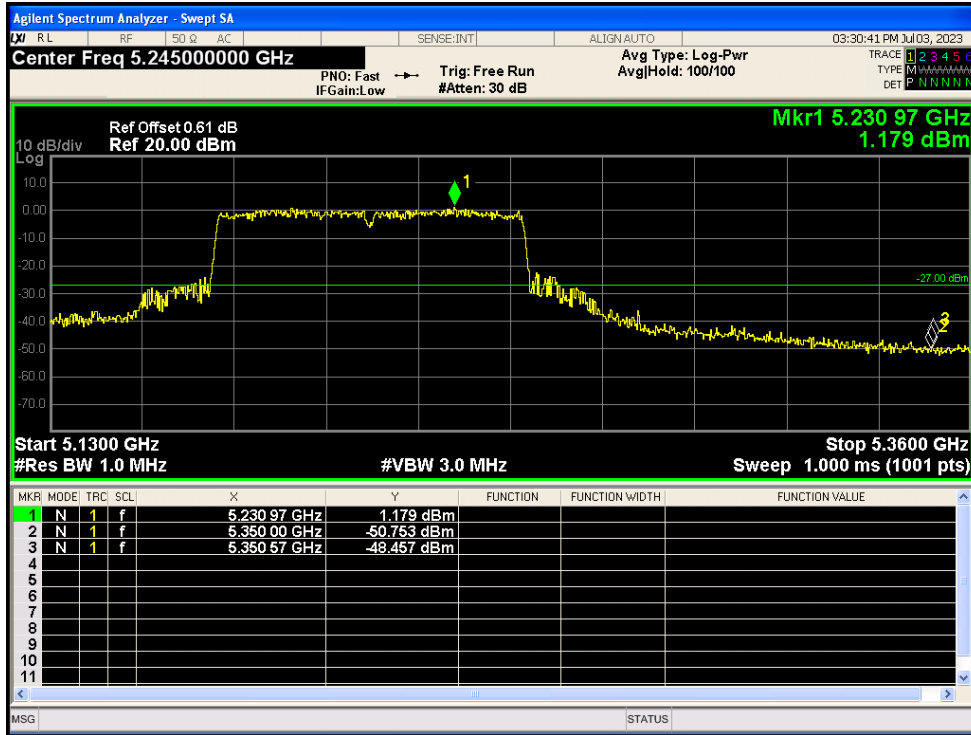 Agilent Spectrum Analyzer - Swept SA
LXI RL RF 50 Ω AC SENSE:INT ALIGN AUTO 03:30:41 PM Jul 03, 2023
Center Freq 5.245000000 GHz
PNO: Fast
IFGain:Low
Trig: Free Run
#Atten: 30 dB
Avg Type: Log-Pwr
Avg|Hold: 100/100
TRACE 1 2 3 4 5 6
TYPE M
DET P N N N N N
Mkr1 5.230 97 GHz
1.179 dBm
Ref Offset 0.61 dB
10 dB/div Ref 20.00 dBm
Log
10.0
0.00
-10.0
-20.0
-30.0
-40.0
-50.0
-60.0
-70.0
1
-27.00 dBm
3
2
Start 5.1300 GHz Stop 5.3600 GHz
#Res BW 1.0 MHz #VBW 3.0 MHz Sweep 1.000 ms (1001 pts)
MKR MODE TRC SCL X Y FUNCTION FUNCTION WIDTH FUNCTION VALUE
1 N 1 f 5.230 97 GHz 1.179 dBm
2 N 1 f 5.350 00 GHz -50.753 dBm
3 N 1 f 5.350 57 GHz -48.457 dBm
4
5
6
7
8
9
10
11
MSG STATUS